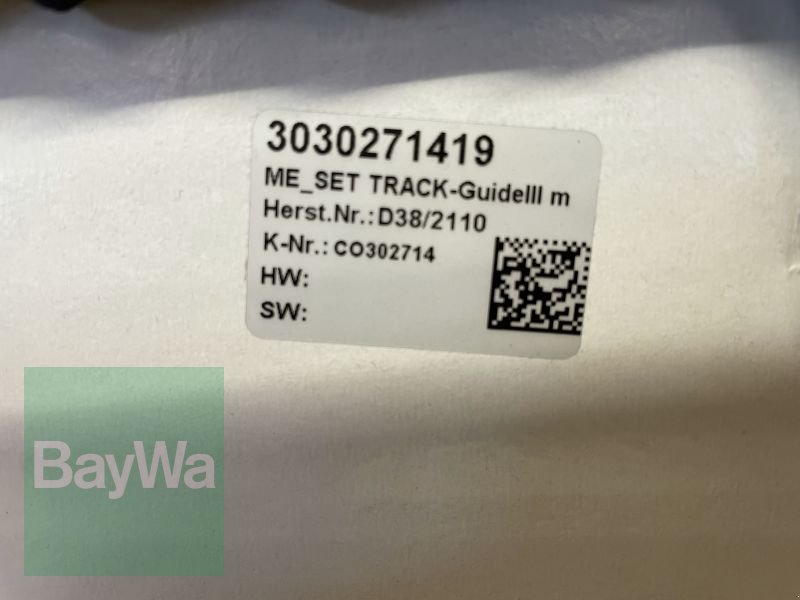 3030271419
ME_SET TRACK-GuideIII m
Herst.Nr.:D38/2110
K-Nr.: CO302714
HW:
SW:
BayWa